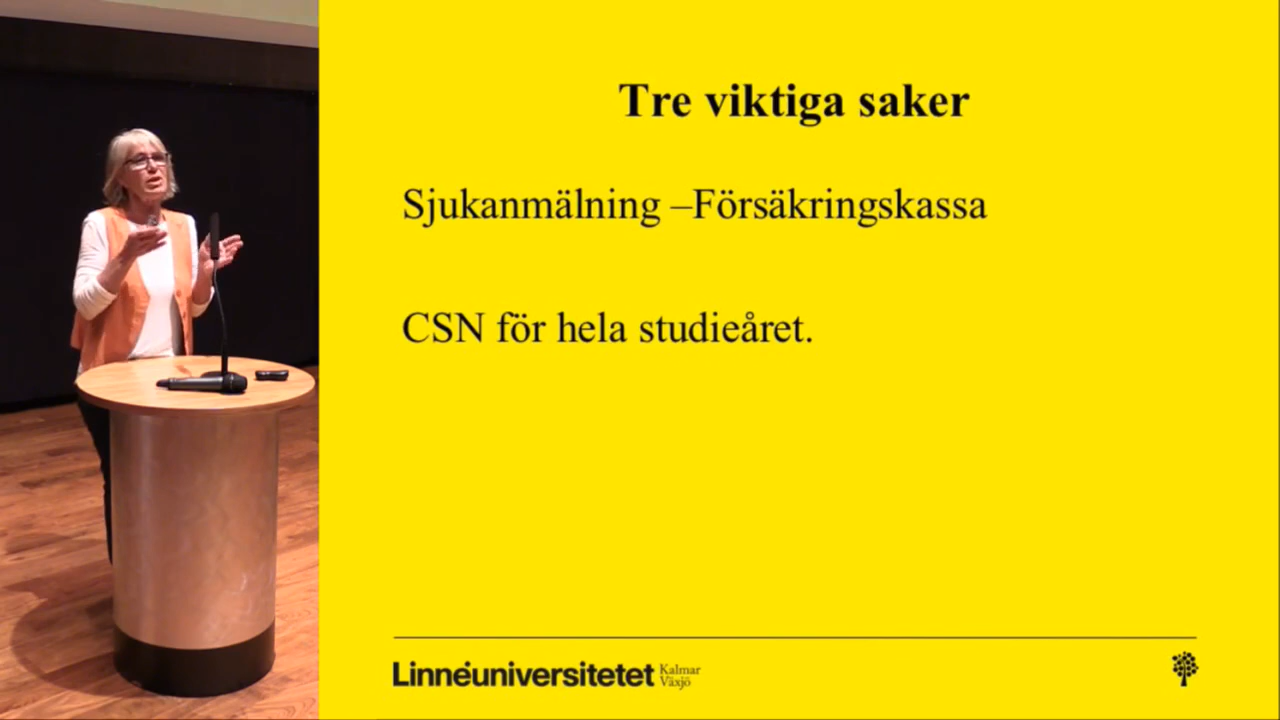 Tre viktiga saker
Sjukanmälning –Försäkringskassa
CSN för hela studieåret.
Linnéuniversitetet
Kalmar
Växjö